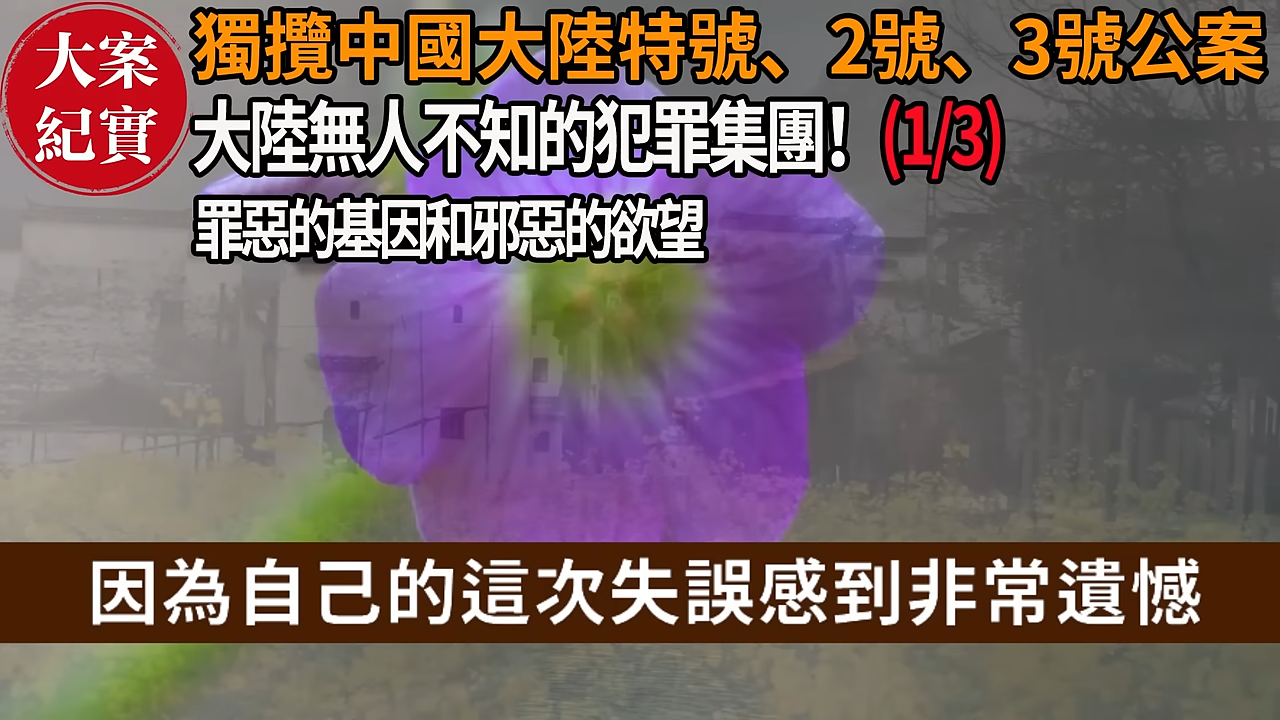 大案
紀實
獨攬中國大陸特號、2號、3號公案
大陸無人不知的犯罪集團！(1/3)
罪惡的基因和邪惡的欲望
因為自己的這次失誤感到非常遺憾